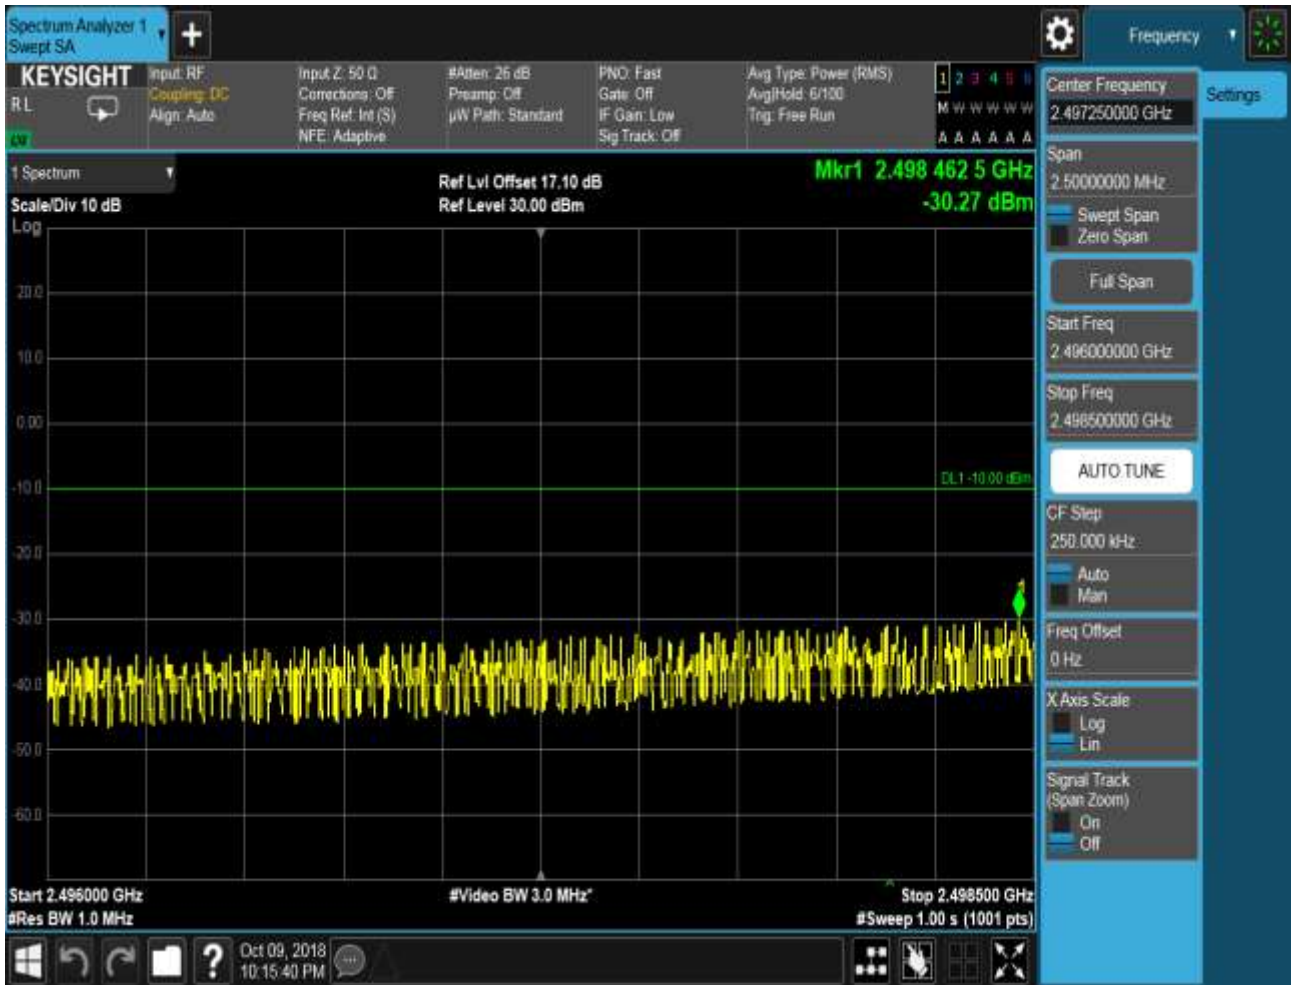 Spectrum Analyzer 1
Swept SA
+
Frequency
KEYSIGHT
RL
Input: RF
Coupling: DC
Align: Auto
Input Z: 50 Ω
Corrections: Off
Freq Ref: Int (S)
NFE: Adaptive
#Atten: 26 dB
Preamp: Off
µW Path: Standard
PNO: Fast
Gate: Off
IF Gain: Low
Sig Track: Off
Avg Type: Power (RMS)
Avg|Hold: 6/100
Trig: Free Run
1 2 3 4 5 6
M W W W W W
A A A A A A
Center Frequency
2.497250000 GHz
Settings
Span
2.50000000 MHz
Swept Span
Zero Span
Full Span
Start Freq
2.496000000 GHz
Stop Freq
2.498500000 GHz
AUTO TUNE
CF Step
250.000 kHz
Auto
Man
Freq Offset
0 Hz
X Axis Scale
Log
Lin
Signal Track
(Span Zoom)
On
Off
1 Spectrum
Scale/Div 10 dB
Log
Ref Lvl Offset 17.10 dB
Ref Level 30.00 dBm
Mkr1 2.498 462 5 GHz
-30.27 dBm
20.0
10.0
0.00
-10.0
DL1 -10.00 dBm
-20.0
-30.0
-40.0
-50.0
-60.0
Start 2.496000 GHz
#Video BW 3.0 MHz*
Stop 2.498500 GHz
#Res BW 1.0 MHz
#Sweep 1.00 s (1001 pts)
?
Oct 09, 2018
10:15:40 PM